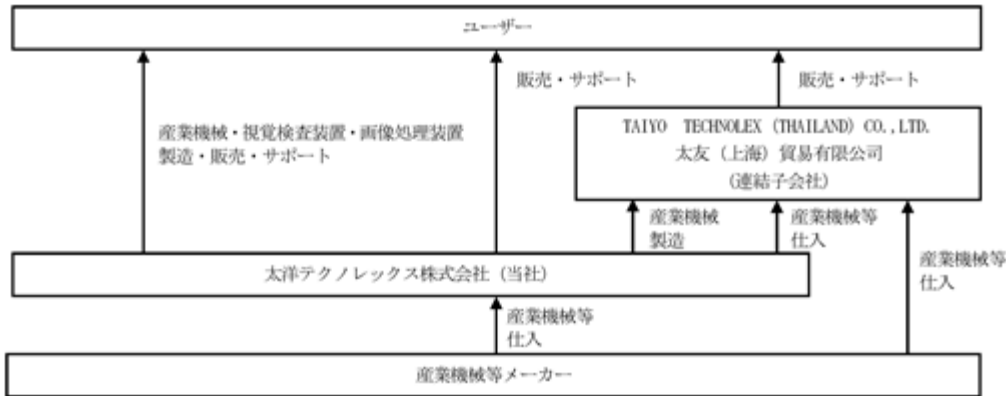 ユーザー
販売・サポート
販売・サポート
産業機械・視覚検査装置・画像処理装置
製造・販売・サポート
TAIYO TECHNOLEX (THAILAND) CO.,LTD.
太友（上海）貿易有限公司
（連結子会社）
産業機械
製造
産業機械等
仕入
産業機械等
仕入
太洋テクノレックス株式会社（当社）
産業機械等
仕入
産業機械等メーカー